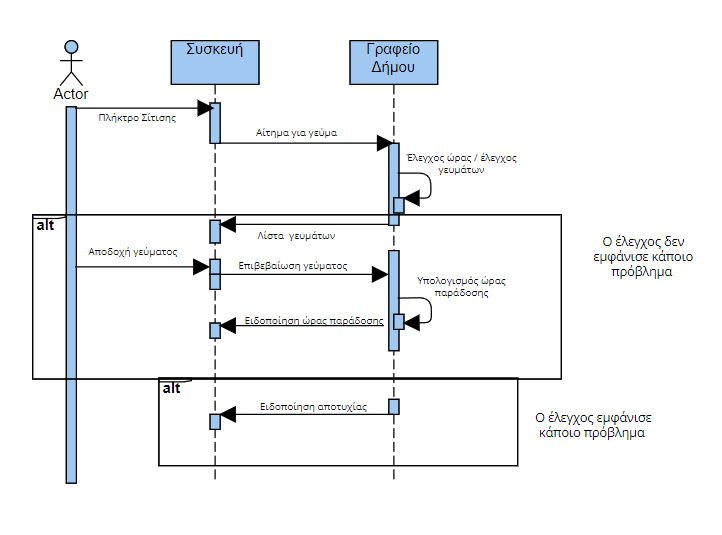 Συσκευή
Γραφείο
Δήμου
Actor
Πλήκτρο Σίτισης
Αίτημα για γεύμα
Έλεγχος ώρας / έλεγχος
γευμάτων
alt
Λίστα γευμάτων
Ο έλεγχος δεν
εμφάνισε κάποιο
πρόβλημα
Αποδοχή γεύματος
Επιβεβαίωση γεύματος
Υπολογισμός ώρας
παράδοσης
Ειδοποίηση ώρας παράδοσης
alt
Ειδοποίηση αποτυχίας
Ο έλεγχος εμφάνισε
κάποιο πρόβλημα